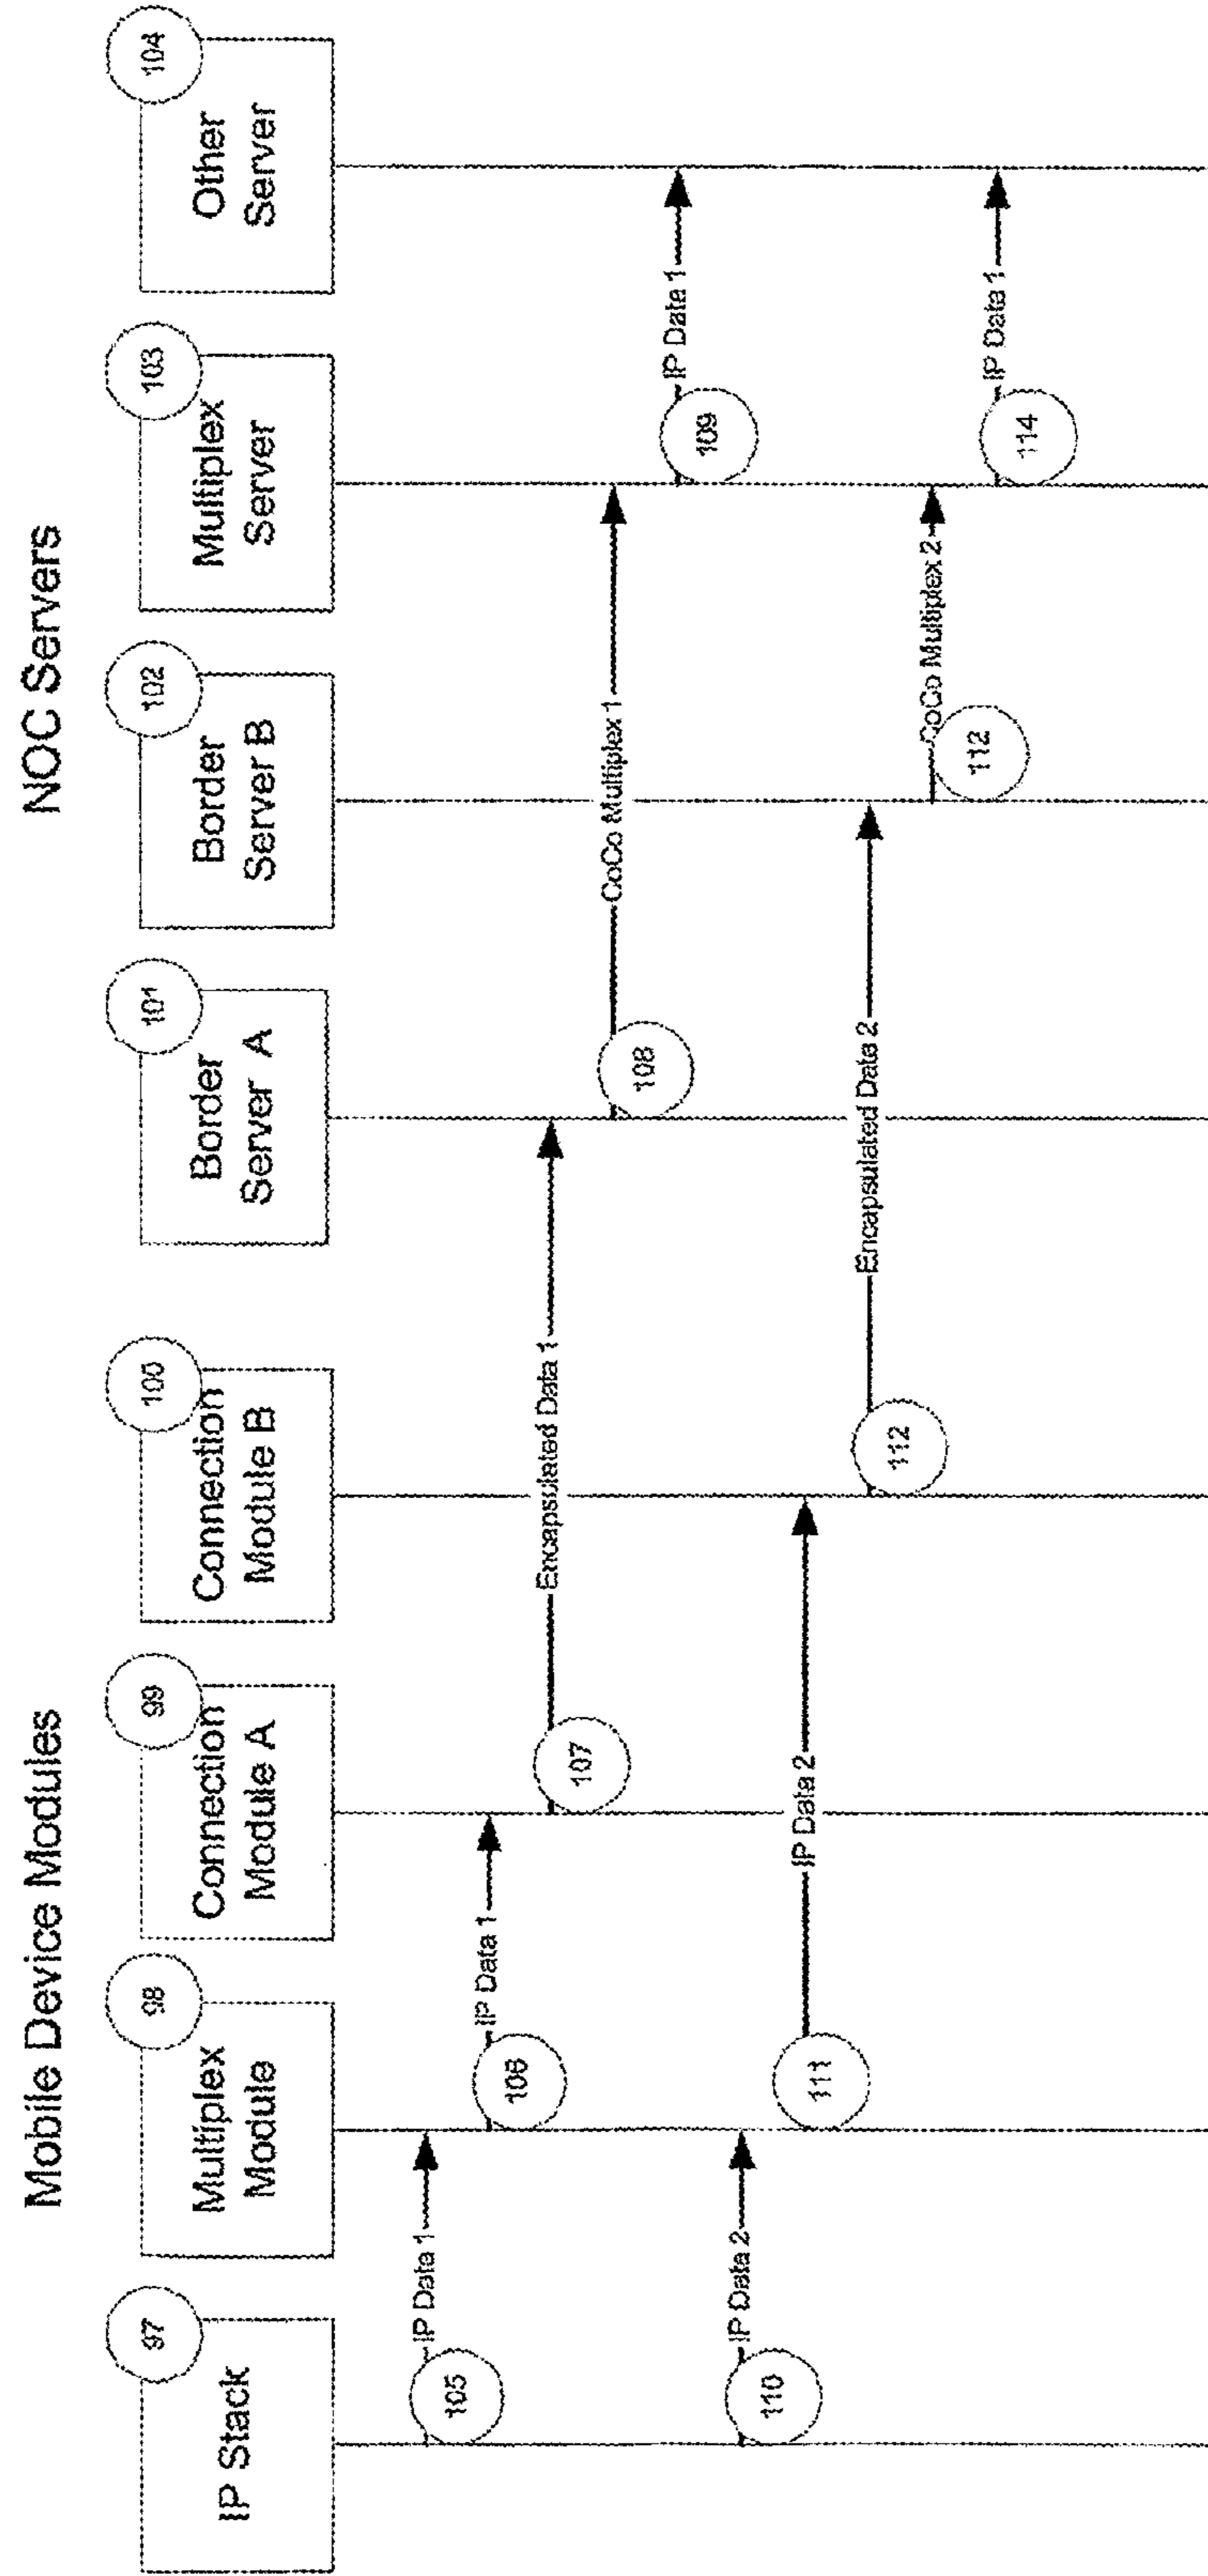 Mobile Device Modules
NOC Servers
97
IP Stack
98
Multiplex
Module
99
Connection
Module A
100
Connection
Module B
101
Border
Server A
102
Border
Server B
103
Multiplex
Server
104
Other
Server
105
IP Data 1
106
IP Data 1
107
Encapsulated Data 1
108
CoCo Multiplex 1
109
IP Data 1
110
IP Data 2
111
IP Data 2
112
Encapsulated Data 2
112
CoCo Multiplex 2
114
IP Data 1